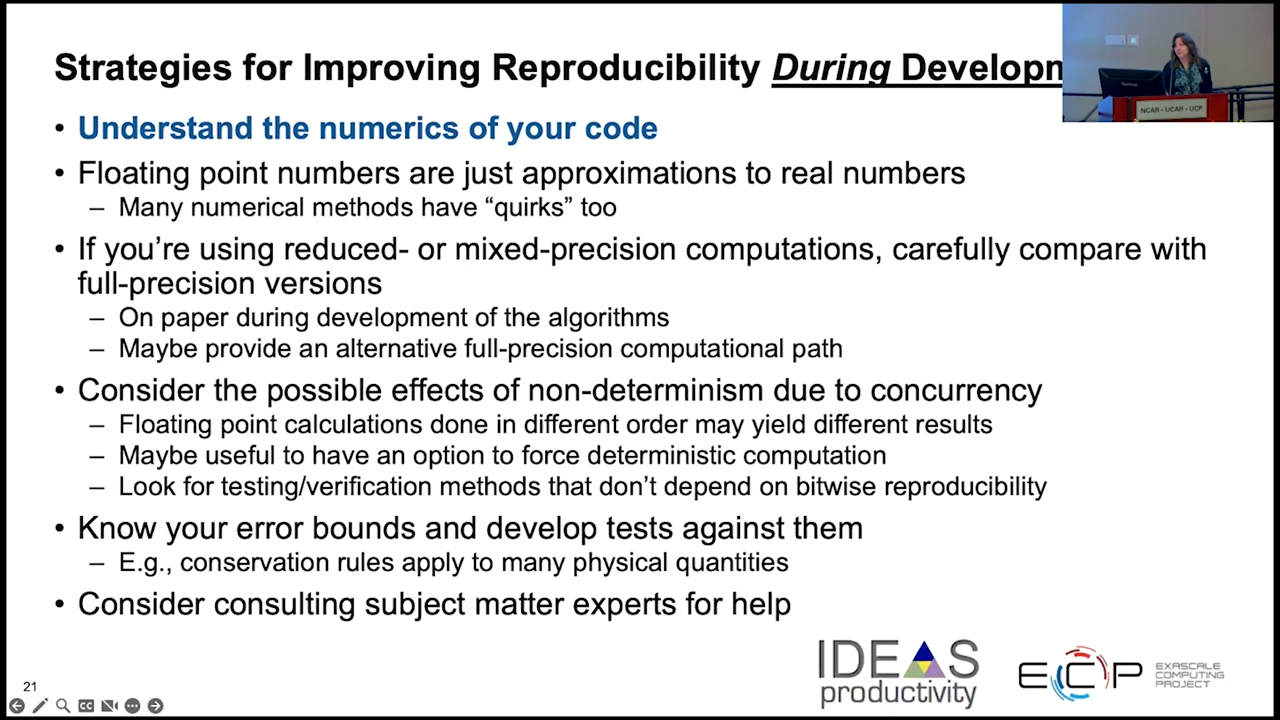 Strategies for Improving Reproducibility During Developm
NCAR - UCAR - UCP
• Understand the numerics of your code
• Floating point numbers are just approximations to real numbers
– Many numerical methods have “quirks” too
• If you’re using reduced- or mixed-precision computations, carefully compare with
full-precision versions
– On paper during development of the algorithms
– Maybe provide an alternative full-precision computational path
• Consider the possible effects of non-determinism due to concurrency
– Floating point calculations done in different order may yield different results
– Maybe useful to have an option to force deterministic computation
– Look for testing/verification methods that don’t depend on bitwise reproducibility
• Know your error bounds and develop tests against them
– E.g., conservation rules apply to many physical quantities
• Consider consulting subject matter experts for help
IDEAS
productivity
ECP
EXASCALE
COMPUTING
PROJECT
21
CC